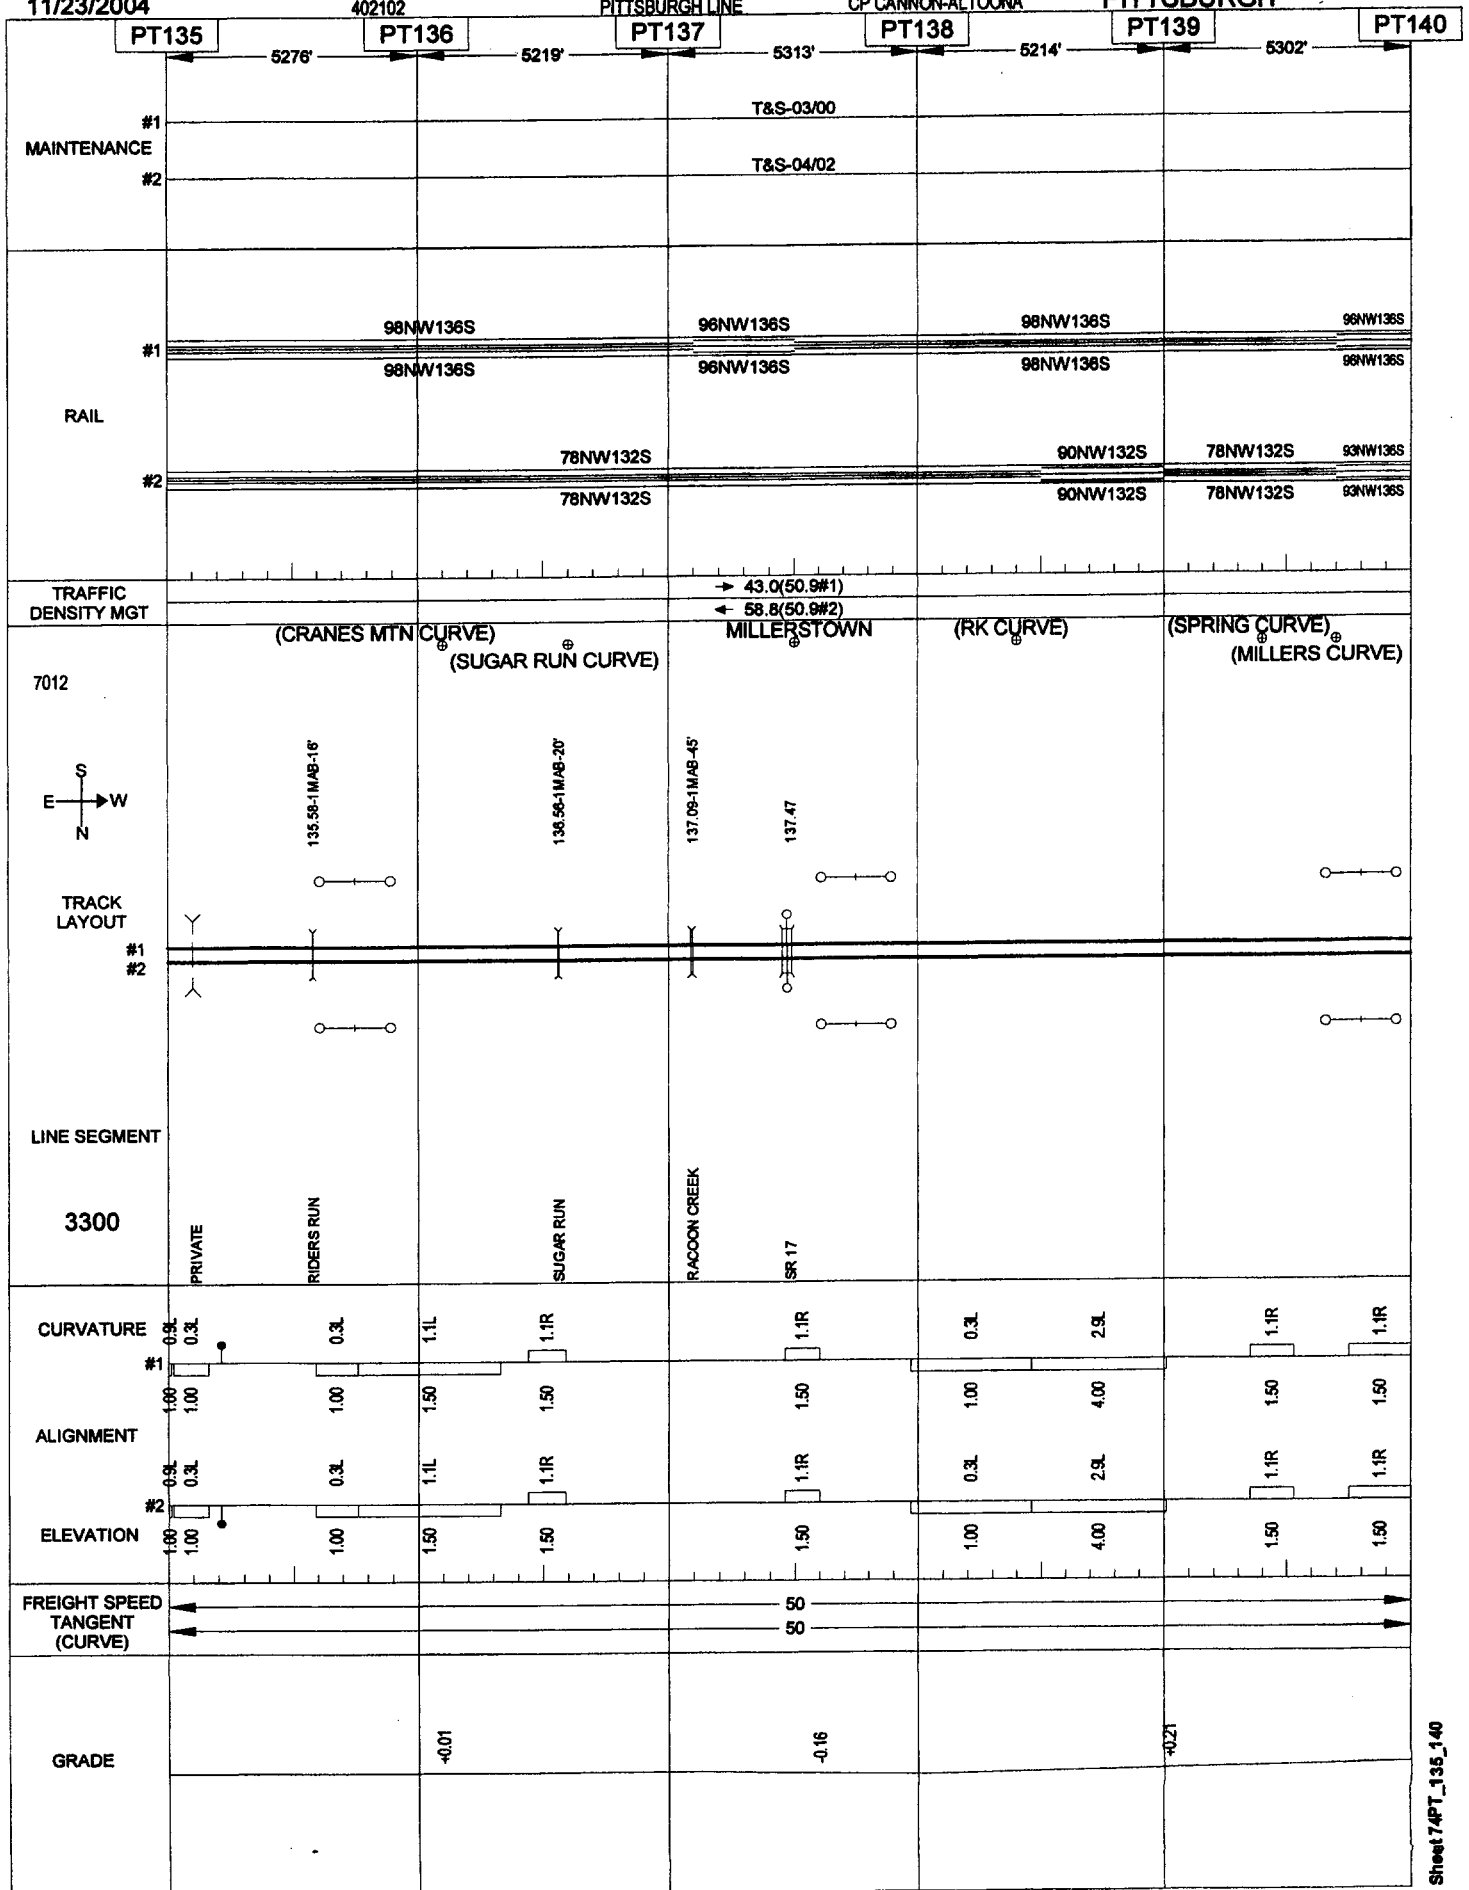 11/23/2004 402102 PITTSBURGH LINE CP CANNON-ALTOONA PITTSBURGH
PT135 PT136 PT137 PT138 PT139 PT140
5276' 5219' 5313' 5214' 5302'
T&S-03/00
#1
MAINTENANCE
T&S-04/02
#2
98NW136S 96NW136S 98NW136S 96NW136S
#1
98NW136S 96NW136S 98NW136S 96NW136S
RAIL
78NW132S 90NW132S 78NW132S 93NW136S
#2
78NW132S 90NW132S 78NW132S 93NW136S
TRAFFIC
DENSITY MGT
43.0(50.9#1)
58.8(50.9#2)
(CRANES MTN CURVE) MILLERSTOWN (RK CURVE) (SPRING CURVE)
(SUGAR RUN CURVE) (MILLERS CURVE)
7012
S
E W
N
135.58-1MAB-16' 136.56-1MAB-20' 137.09-1MAB-45' 137.47
TRACK
LAYOUT
#1
#2
LINE SEGMENT
3300
PRIVATE RIDERS RUN SUGAR RUN RACOON CREEK SR 17
CURVATURE 0.9L 0.3L 0.3L 1.1L 1.1R 1.1R 0.3L 2.9L 1.1R 1.1R
#1
1.00 1.00 1.00 1.50 1.50 1.50 1.00 4.00 1.50 1.50
ALIGNMENT
0.9L 0.3L 0.3L 1.1L 1.1R 1.1R 0.3L 2.9L 1.1R 1.1R
#2
ELEVATION 1.00 1.00 1.00 1.50 1.50 1.50 1.00 4.00 1.50 1.50
FREIGHT SPEED
TANGENT
(CURVE)
50
50
GRADE +0.01 -0.16 +0.21
Sheet 74PT_135_140